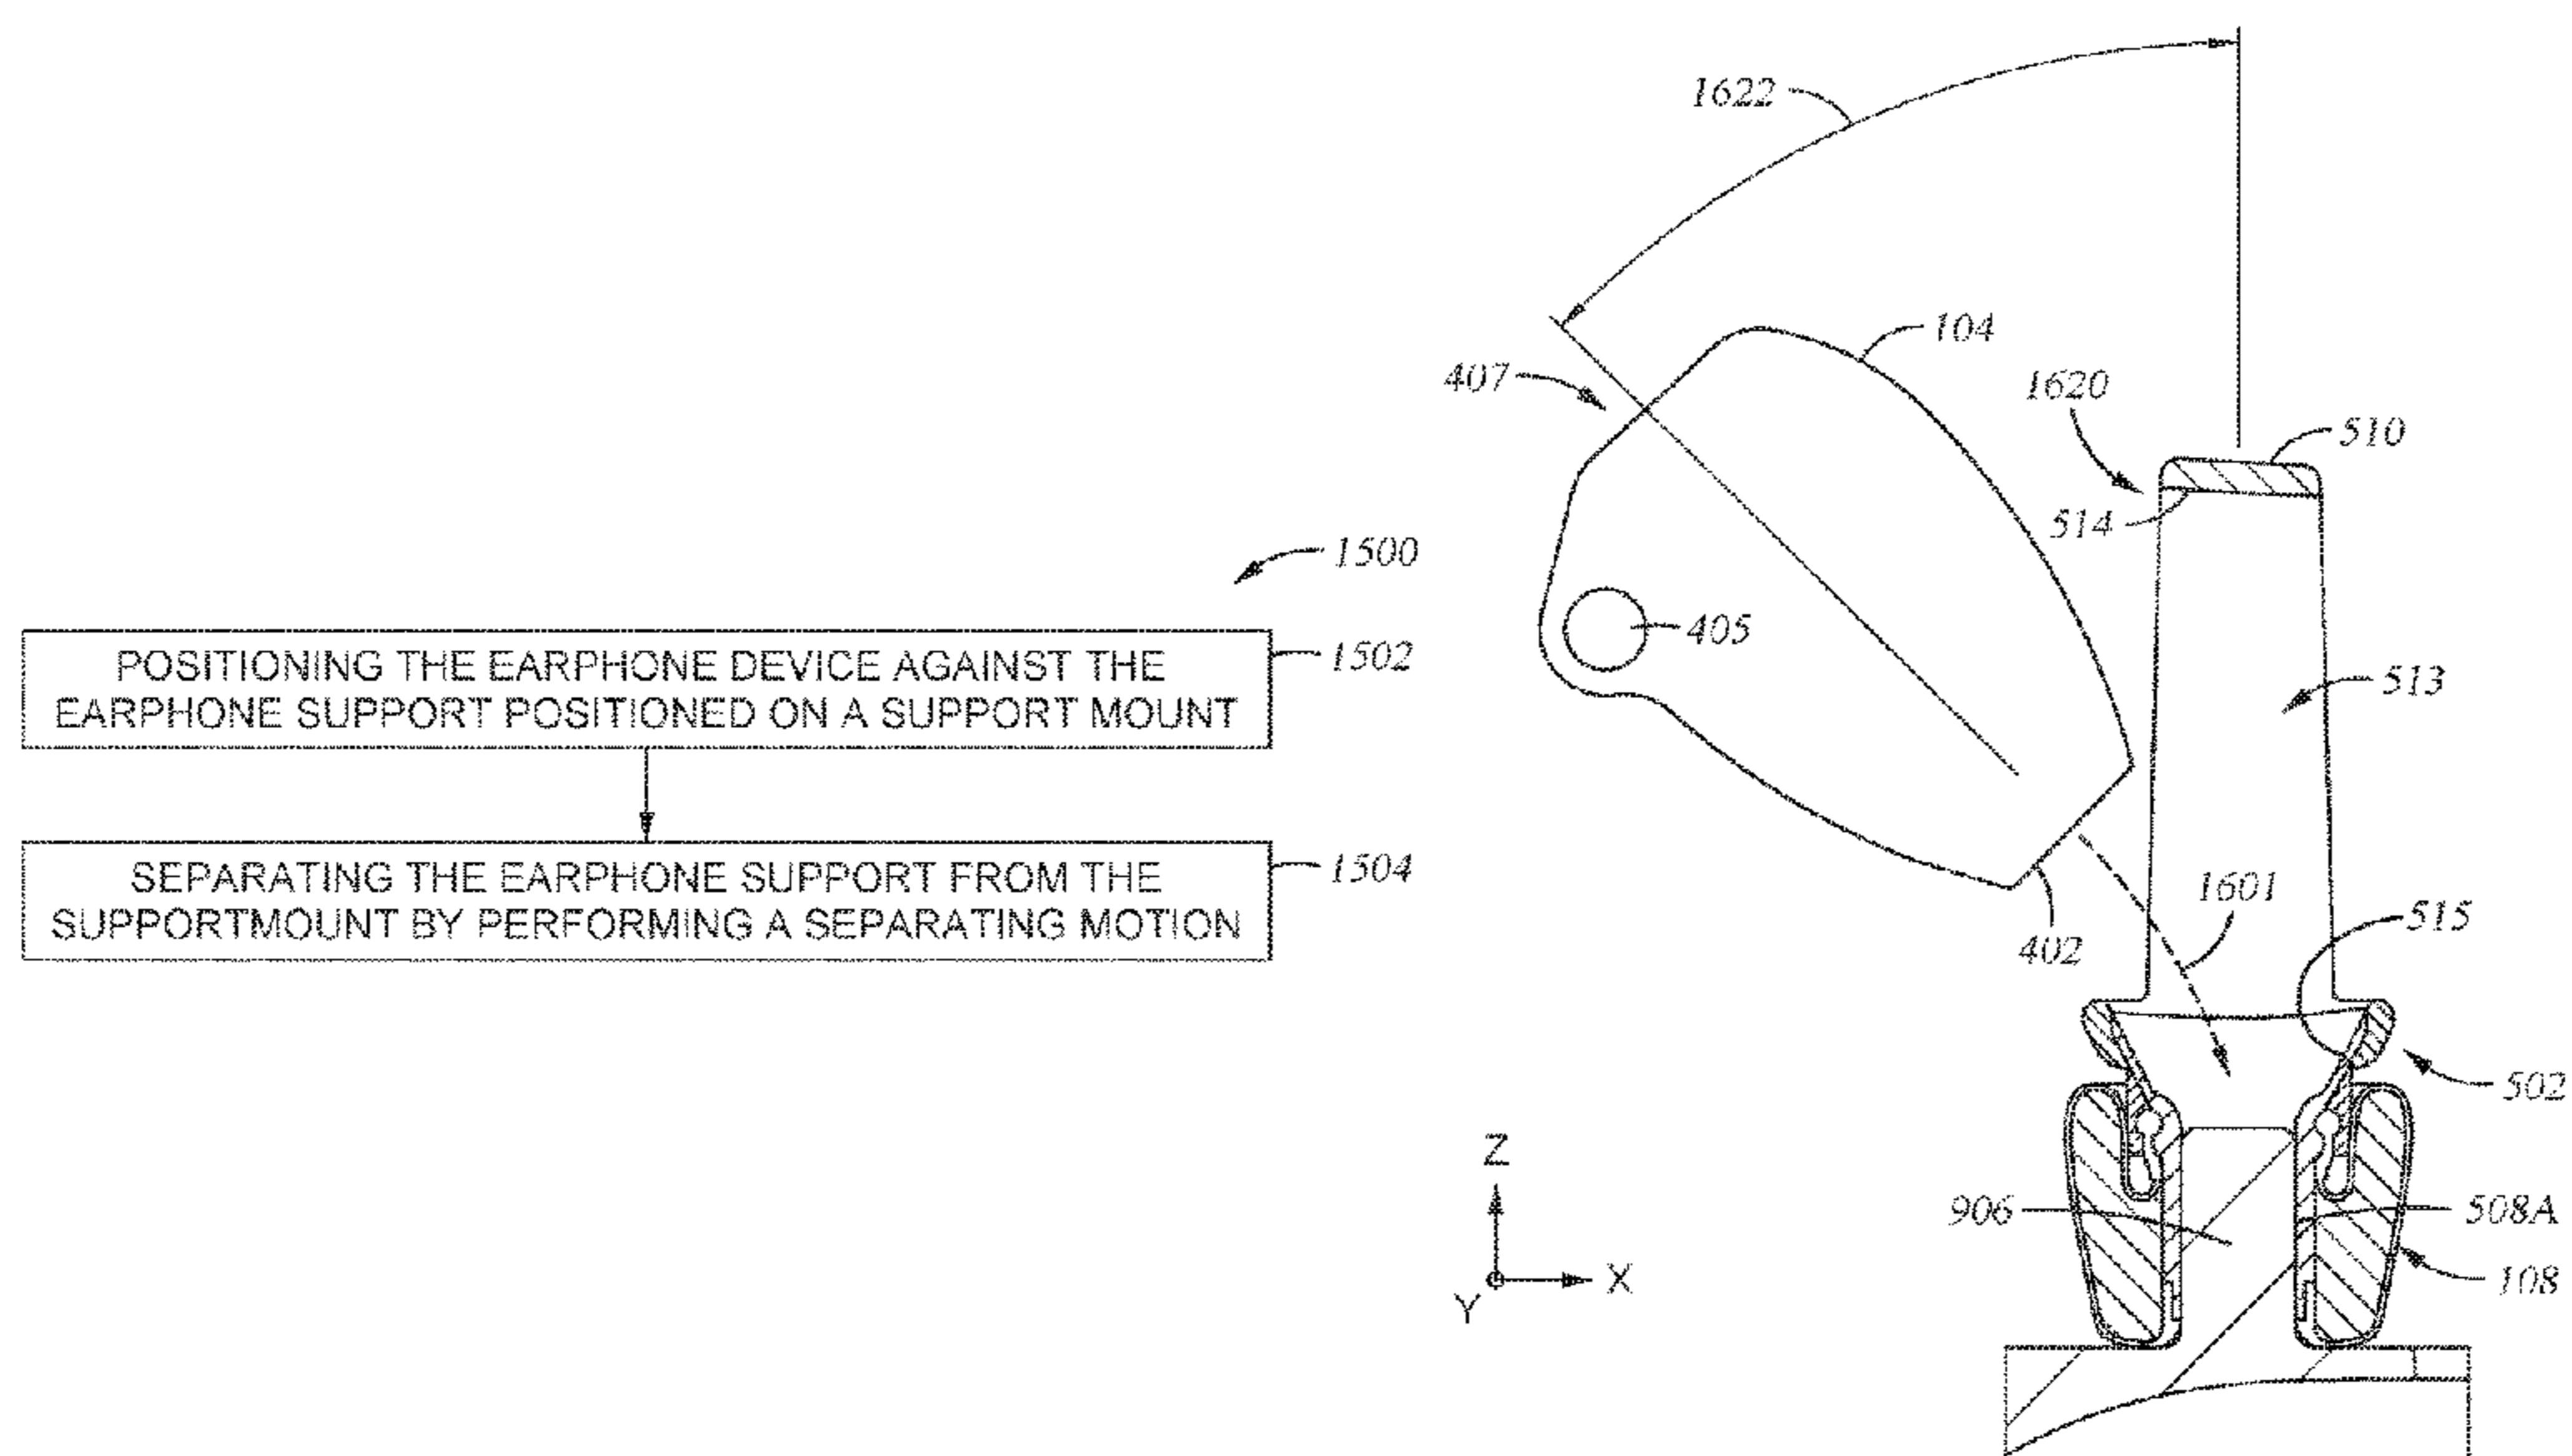 1500
POSITIONING THE EARPHONE DEVICE AGAINST THE
EARPHONE SUPPORT POSITIONED ON A SUPPORT MOUNT
1502
SEPARATING THE EARPHONE SUPPORT FROM THE
SUPPORTMOUNT BY PERFORMING A SEPARATING MOTION
1504
1622
104
407
1620
510
514
405
513
1601
515
402
502
Z
906
508A
X
108
Y